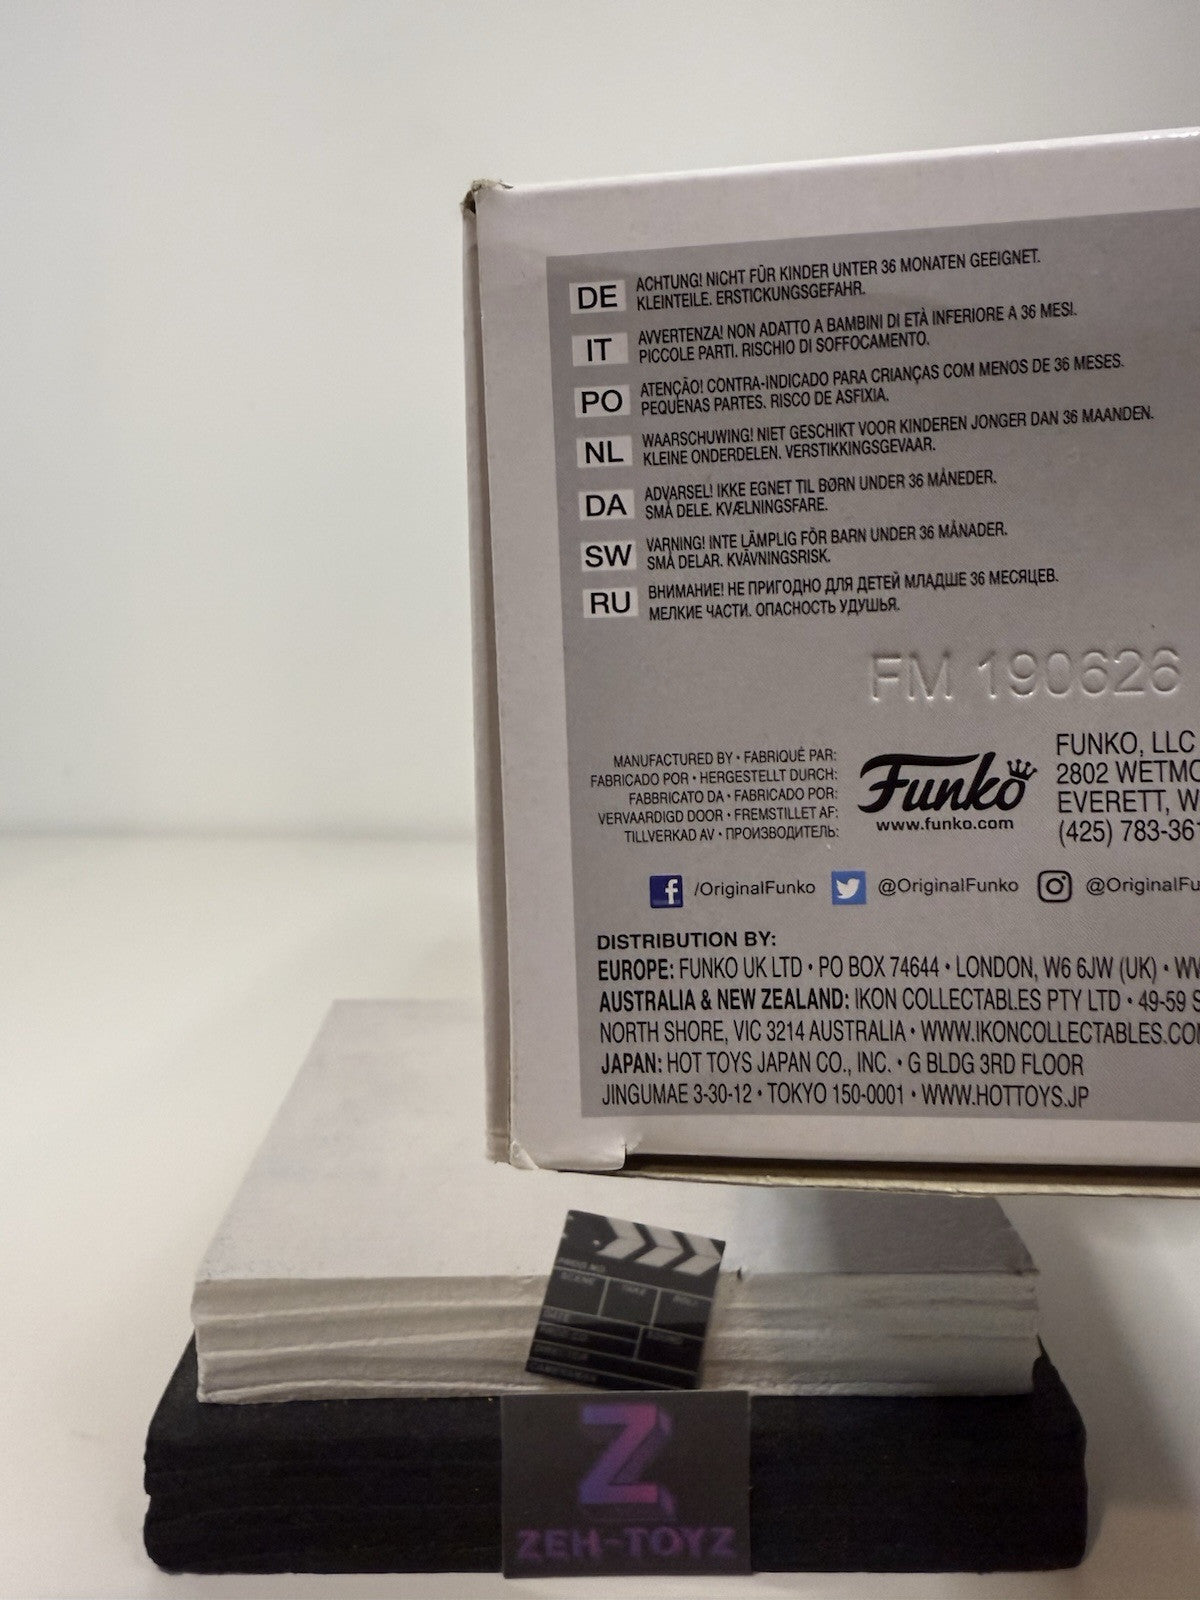 DE ACHTUNG! NICHT FÜR KINDER UNTER 36 MONATEN GEEIGNET.
KLEINTEILE. ERSTICKUNGSGEFAHR.
IT AVVERTENZA! NON ADATTO A BAMBINI DI ETÀ INFERIORE A 36 MESI.
PICCOLE PARTI. RISCHIO DI SOFFOCAMENTO.
PO ATENÇÃO! CONTRA-INDICADO PARA CRIANÇAS COM MENOS DE 36 MESES.
PEQUENAS PARTES. RISCO DE ASFIXIA.
NL WAARSCHUWING! NIET GESCHIKT VOOR KINDEREN JONGER DAN 36 MAANDEN.
KLEINE ONDERDELEN. VERSTIKKINGSGEVAAR.
DA ADVARSEL! IKKE EGNET TIL BØRN UNDER 36 MÅNEDER.
SMÅ DELE. KVÆLNINGSFARE.
SW VARNING! INTE LÄMPLIG FÖR BARN UNDER 36 MÅNADER.
SMÅ DELAR. KVÄVNINGSRISK.
RU ВНИМАНИЕ! НЕ ПРИГОДНО ДЛЯ ДЕТЕЙ МЛАДШЕ 36 МЕСЯЦЕВ.
МЕЛКИЕ ЧАСТИ. ОПАСНОСТЬ УДУШЬЯ.
FM 190626
MANUFACTURED BY • FABRIQUÉ PAR:
FABRICADO POR • HERGESTELLT DURCH:
FABBRICATO DA • FABRICADO POR:
VERVAARDIGD DOOR • FREMSTILLET AF:
TILLVERKAD AV • ПРОИЗВОДИТЕЛЬ:
Funko
www.funko.com
FUNKO, LLC
2802 WETMO
EVERETT, W
(425) 783-361
/OriginalFunko @OriginalFunko @OriginalFu
DISTRIBUTION BY:
EUROPE: FUNKO UK LTD • PO BOX 74644 • LONDON, W6 6JW (UK) • WW
AUSTRALIA & NEW ZEALAND: IKON COLLECTABLES PTY LTD • 49-59 S
NORTH SHORE, VIC 3214 AUSTRALIA • WWW.IKONCOLLECTABLES.CO
JAPAN: HOT TOYS JAPAN CO., INC. • G BLDG 3RD FLOOR
JINGUMAE 3-30-12 • TOKYO 150-0001 • WWW.HOTTOYS.JP
SCENE
DATE
Z
ZEH-TOYZ